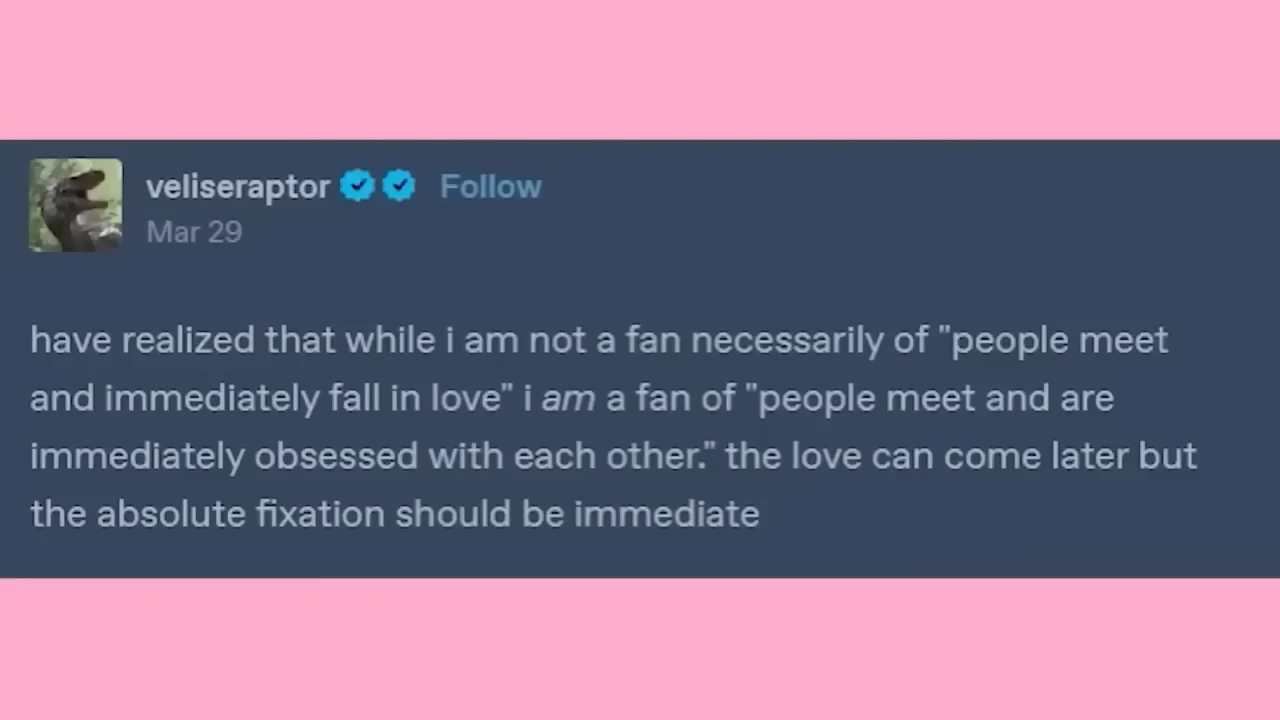 veliseraptor Follow
Mar 29
have realized that while i am not a fan necessarily of "people meet
and immediately fall in love" i am a fan of "people meet and are
immediately obsessed with each other." the love can come later but
the absolute fixation should be immediate